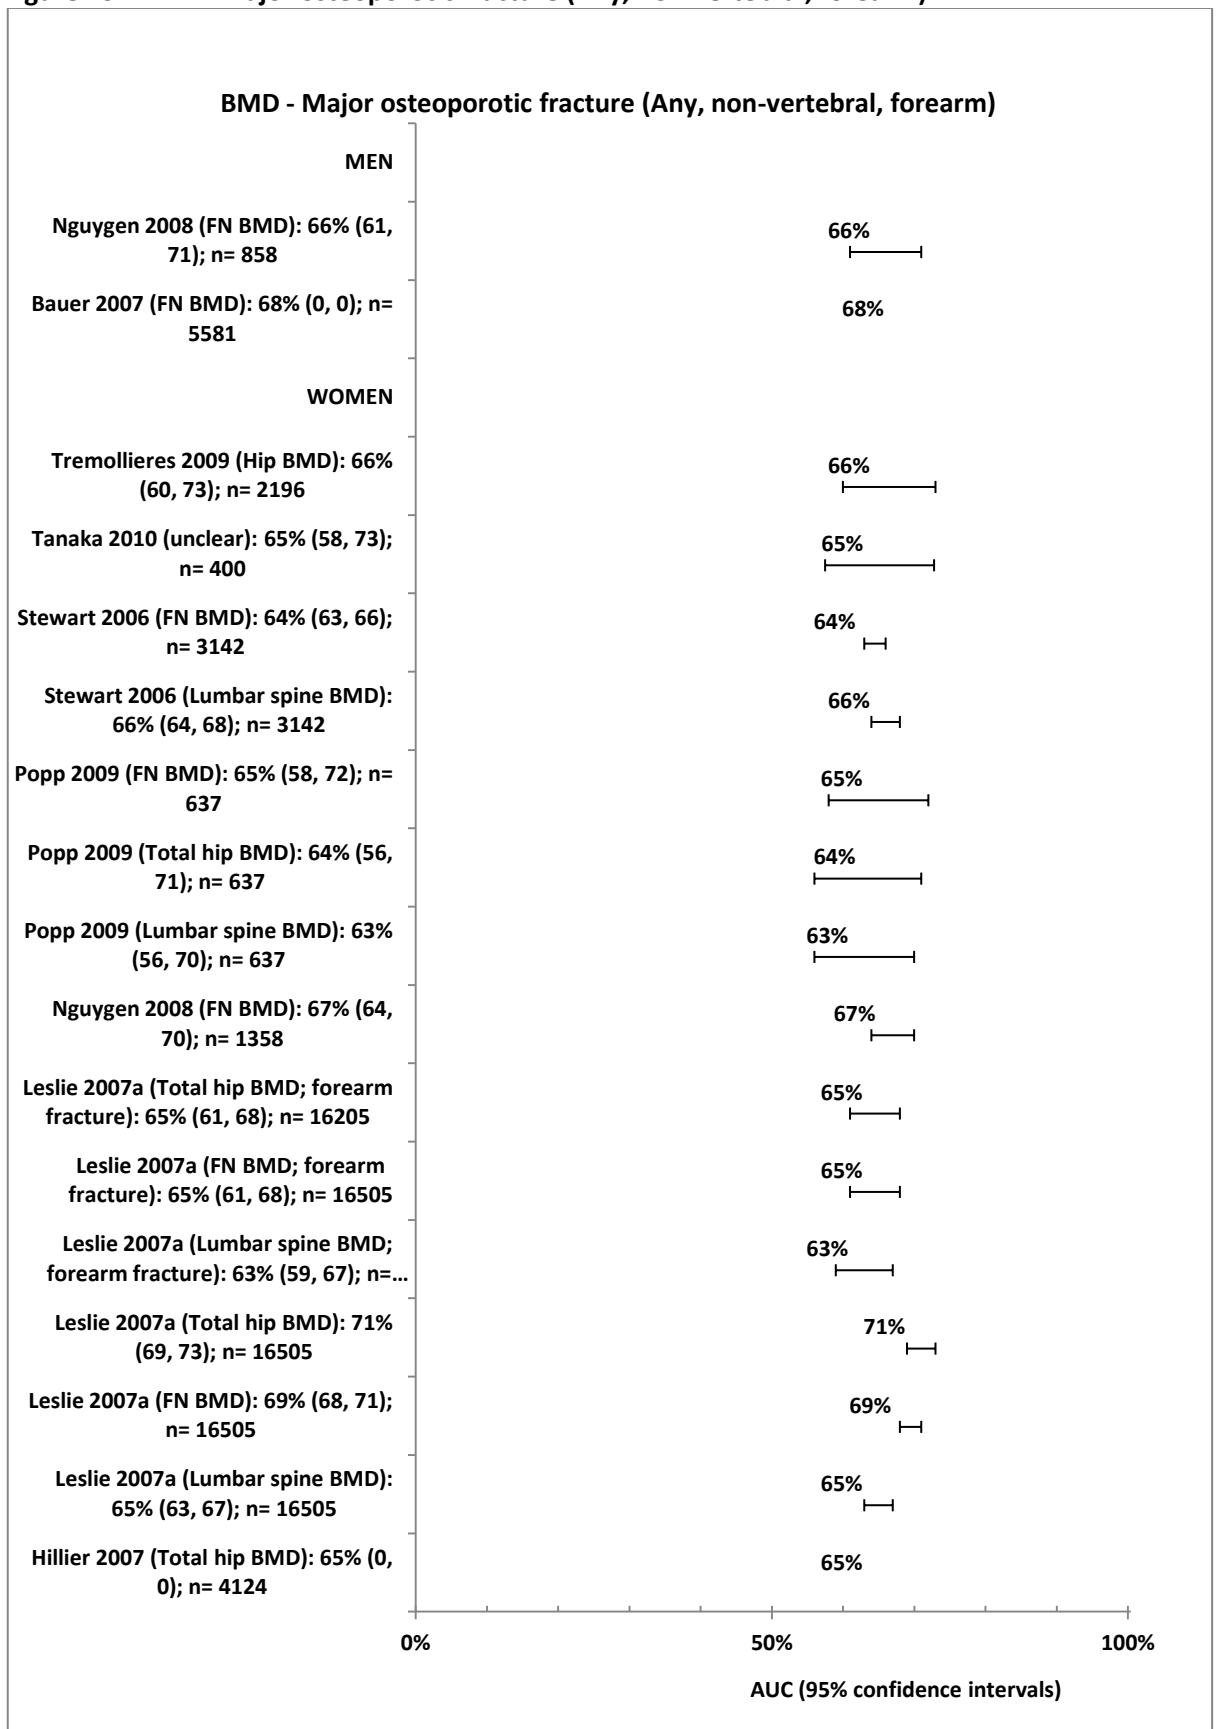 BMD - Major osteoporotic fracture (Any, non-vertebral, forearm)
MEN
Nguygen 2008 (FN BMD): 66% (61,
71); n= 858
66%
Bauer 2007 (FN BMD): 68% (0, 0); n=
5581
68%
WOMEN
Tremollieres 2009 (Hip BMD): 66%
(60, 73); n= 2196
66%
Tanaka 2010 (unclear): 65% (58, 73);
n= 400
65%
Stewart 2006 (FN BMD): 64% (63, 66);
n= 3142
64%
Stewart 2006 (Lumbar spine BMD):
66% (64, 68); n= 3142
66%
Popp 2009 (FN BMD): 65% (58, 72); n=
637
65%
Popp 2009 (Total hip BMD): 64% (56,
71); n= 637
64%
Popp 2009 (Lumbar spine BMD): 63%
(56, 70); n= 637
63%
Nguygen 2008 (FN BMD): 67% (64,
70); n= 1358
67%
Leslie 2007a (Total hip BMD; forearm
fracture): 65% (61, 68); n= 16205
65%
Leslie 2007a (FN BMD; forearm
fracture): 65% (61, 68); n= 16505
65%
Leslie 2007a (Lumbar spine BMD;
forearm fracture): 63% (59, 67); n=...
63%
Leslie 2007a (Total hip BMD): 71%
(69, 73); n= 16505
71%
Leslie 2007a (FN BMD): 69% (68, 71);
n= 16505
69%
Leslie 2007a (Lumbar spine BMD):
65% (63, 67); n= 16505
65%
Hillier 2007 (Total hip BMD): 65% (0,
0); n= 4124
65%
0% 50% 100%
AUC (95% confidence intervals)